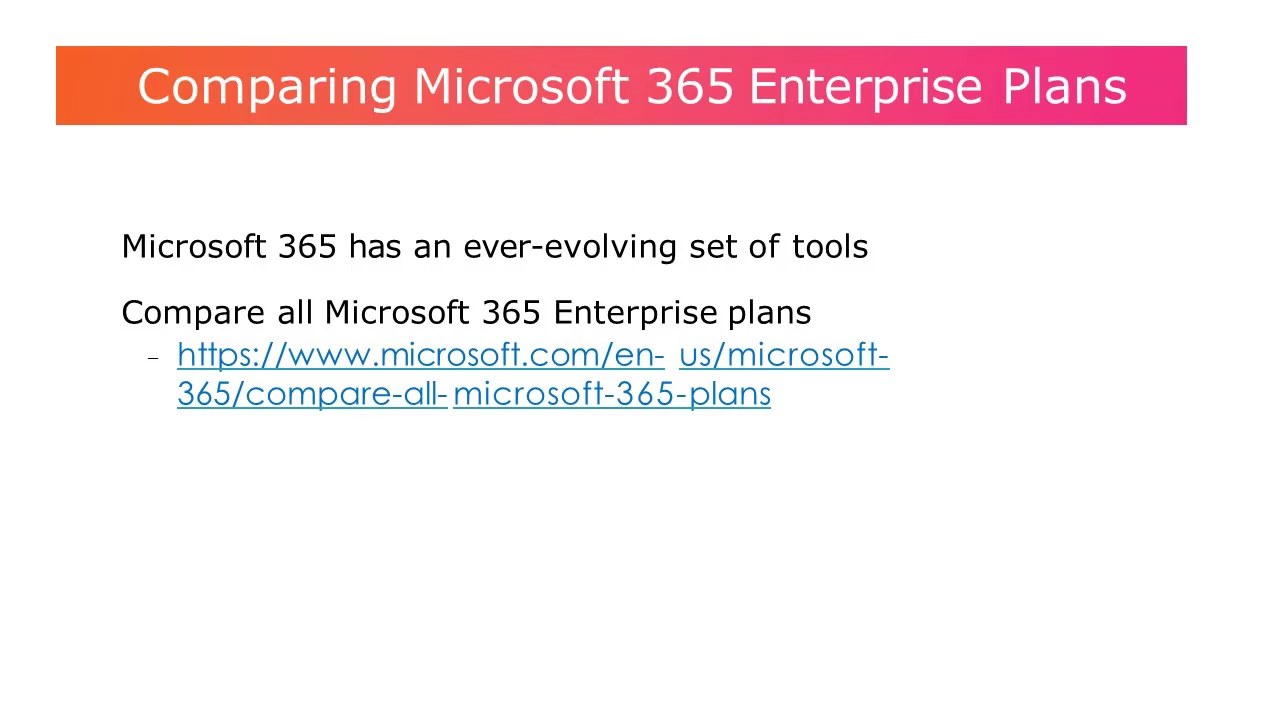 Comparing Microsoft 365 Enterprise Plans
Microsoft 365 has an ever-evolving set of tools
Compare all Microsoft 365 Enterprise plans
– https://www.microsoft.com/en- us/microsoft-
365/compare-all- microsoft-365-plans